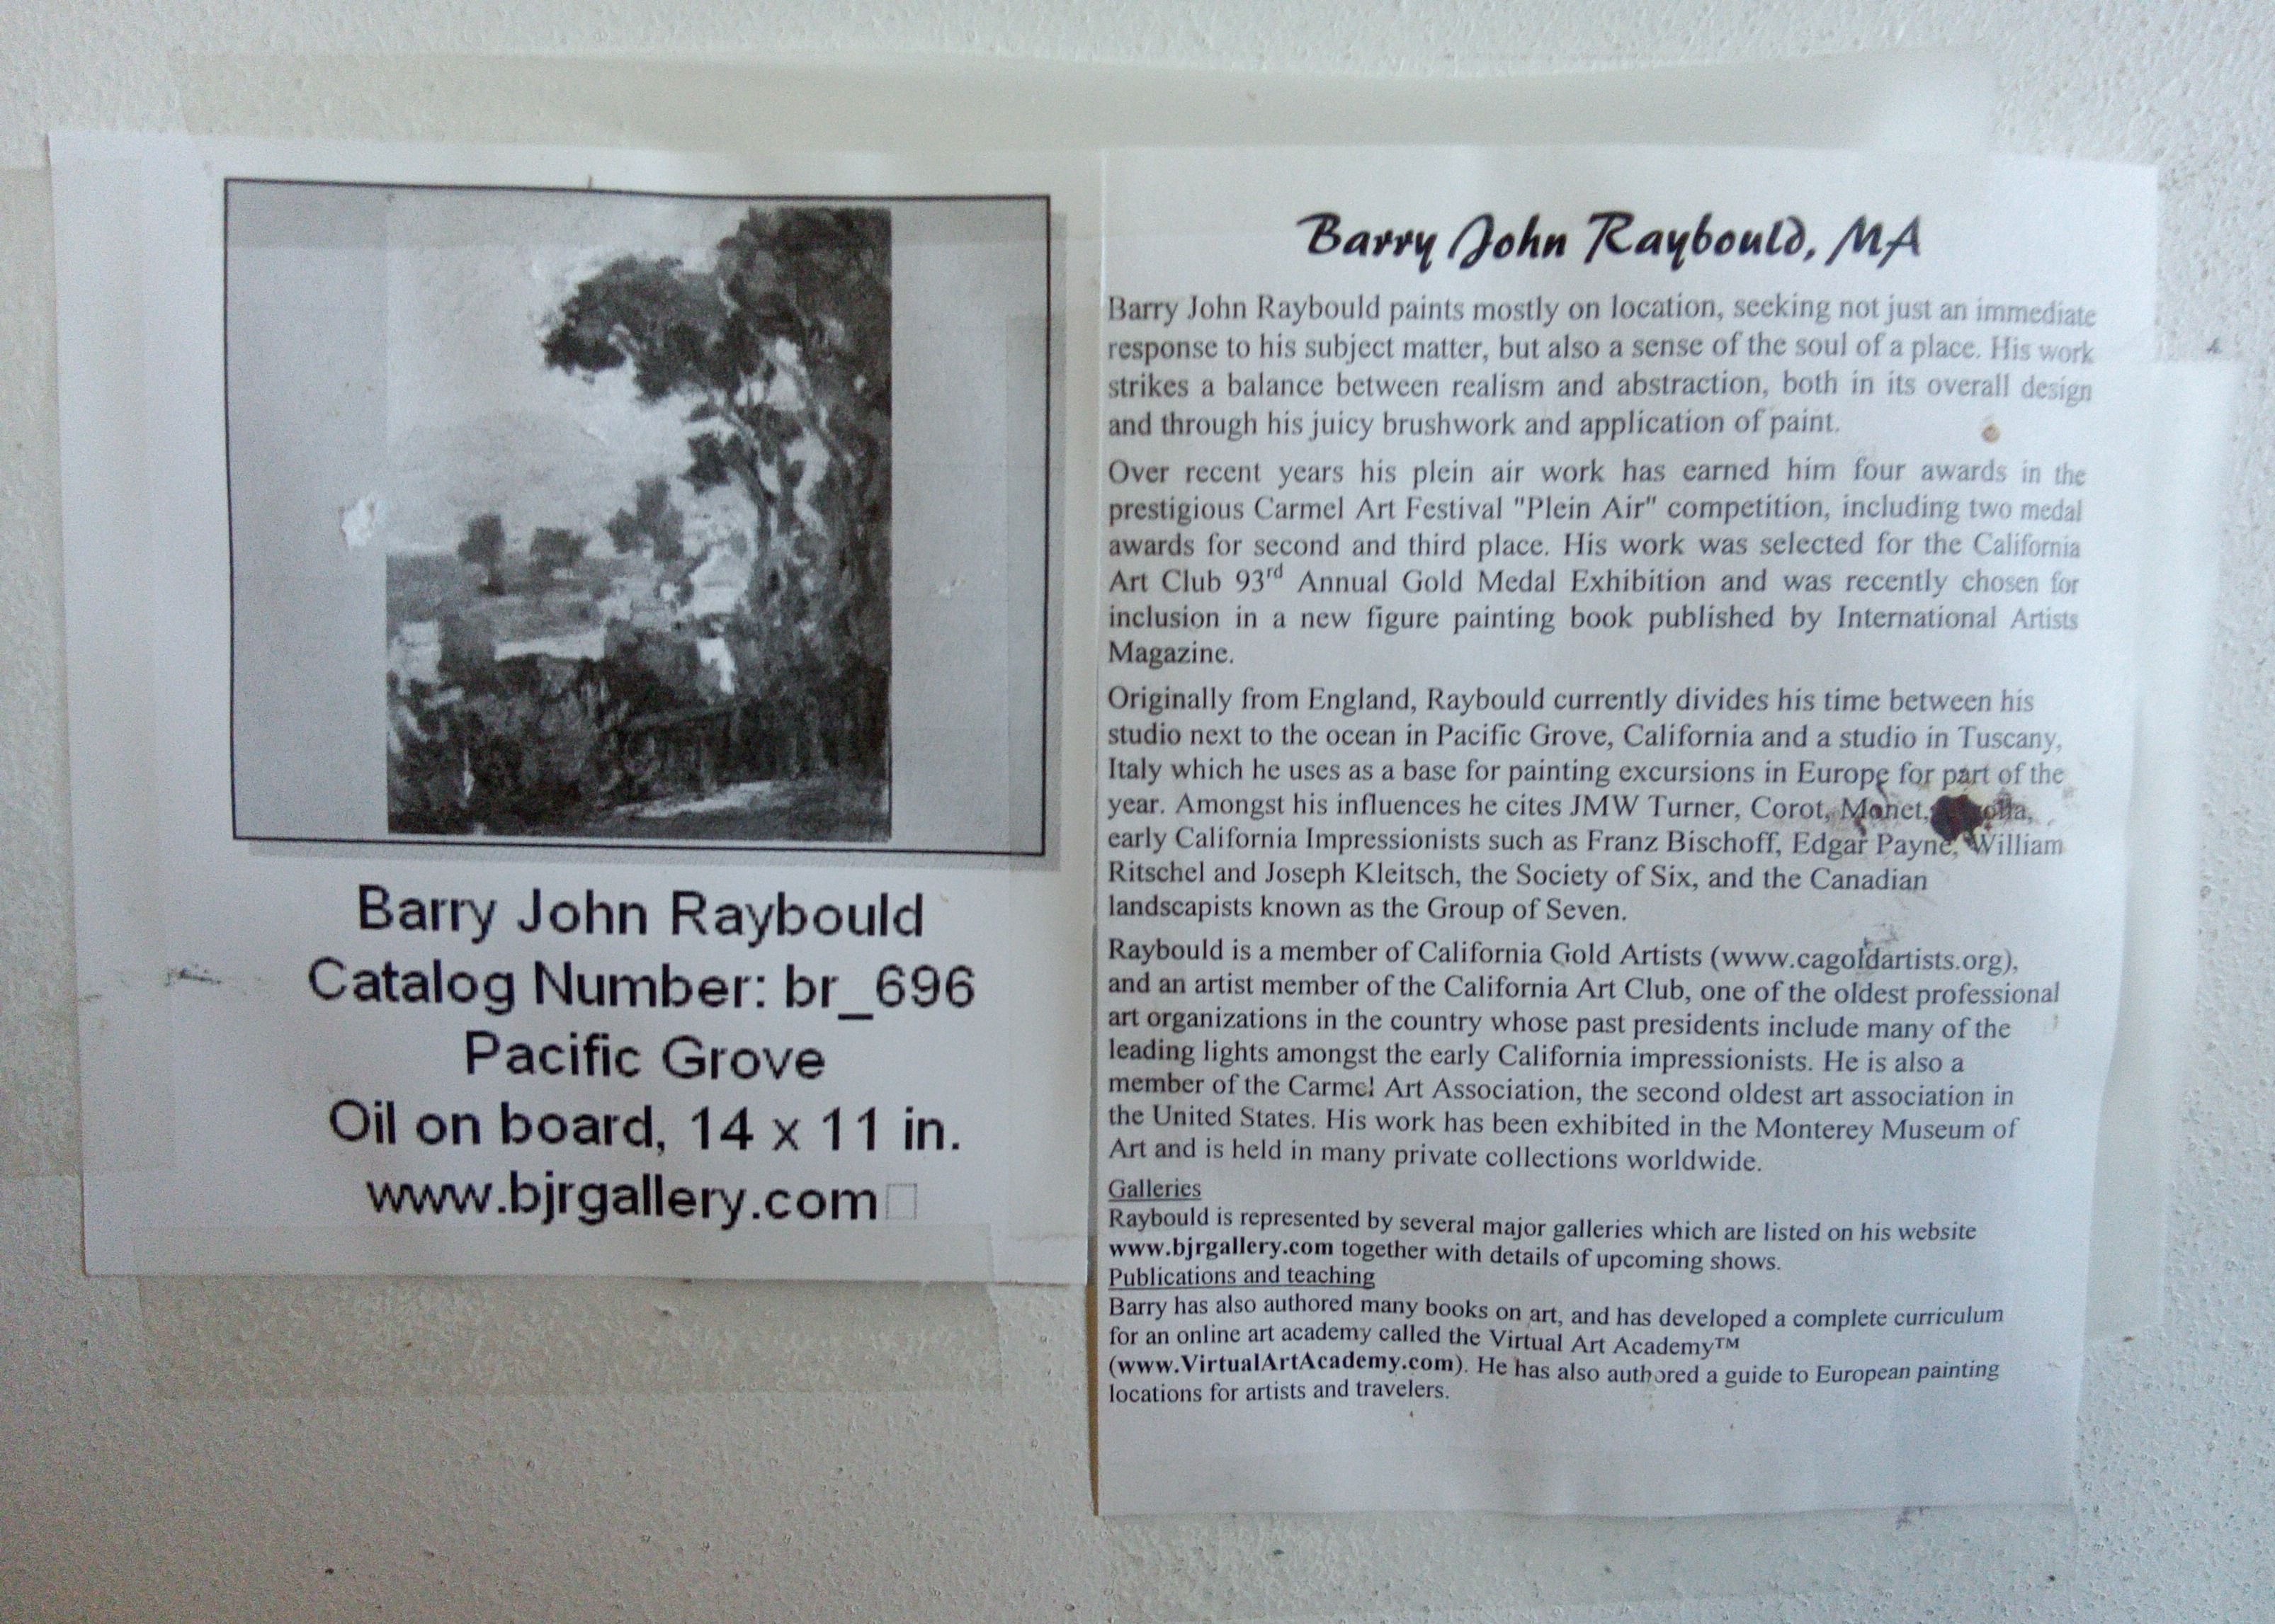 Barry John Raybould
Catalog Number: br_696
Pacific Grove
Oil on board, 14 x 11 in.
www.bjrgallery.com
Barry John Raybould, MA
Barry John Raybould paints mostly on location, seeking not just an immediate
response to his subject matter, but also a sense of the soul of a place. His work
strikes a balance between realism and abstraction, both in its overall design
and through his juicy brushwork and application of paint.
Over recent years his plein air work has earned him four awards in the
prestigious Carmel Art Festival "Plein Air" competition, including two medal
awards for second and third place. His work was selected for the California
Art Club 93rd Annual Gold Medal Exhibition and was recently chosen for
inclusion in a new figure painting book published by International Artists
Magazine.
Originally from England, Raybould currently divides his time between his
studio next to the ocean in Pacific Grove, California and a studio in Tuscany,
Italy which he uses as a base for painting excursions in Europe for part of the
year. Amongst his influences he cites JMW Turner, Corot, Monet,
early California Impressionists such as Franz Bischoff, Edgar Payne, William
Ritschel and Joseph Kleitsch, the Society of Six, and the Canadian
landscapists known as the Group of Seven.
Raybould is a member of California Gold Artists (www.cagoldartists.org),
and an artist member of the California Art Club, one of the oldest professional
art organizations in the country whose past presidents include many of the
leading lights amongst the early California impressionists. He is also a
member of the Carmel Art Association, the second oldest art association in
the United States. His work has been exhibited in the Monterey Museum of
Art and is held in many private collections worldwide.
Galleries
Raybould is represented by several major galleries which are listed on his website
www.bjrgallery.com together with details of upcoming shows.
Publications and teaching
Barry has also authored many books on art, and has developed a complete curriculum
for an online art academy called the Virtual Art Academy™
(www.VirtualArtAcademy.com). He has also authored a guide to European painting
locations for artists and travelers.